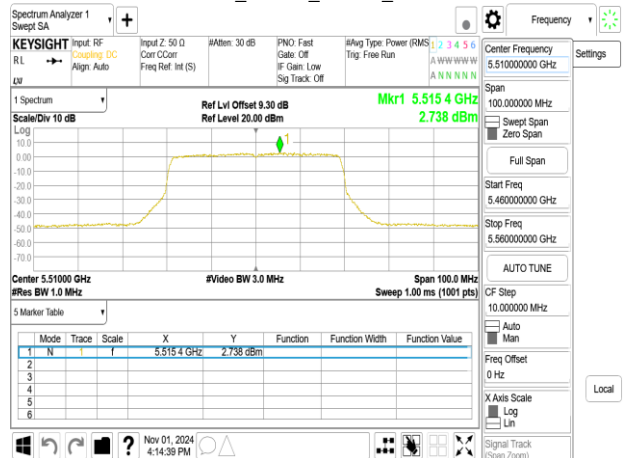 Spectrum Analyzer 1
Swept SA
+
Frequency
KEYSIGHT
Input: RF
Input Z: 50 Ω
#Atten: 30 dB
PNO: Fast
#Avg Type: Power (RMS
1 2 3 4 5 6
RL
Coupling: DC
Corr CCorr
Gate: Off
Trig: Free Run
A W W W W W
Align: Auto
Freq Ref: Int (S)
IF Gain: Low
A N N N N N
LXI
Sig Track: Off
1 Spectrum
Scale/Div 10 dB
Ref Lvl Offset 9.30 dB
Ref Level 20.00 dBm
Mkr1 5.515 4 GHz
2.738 dBm
Log
10.0
0.00
-10.0
-20.0
-30.0
-40.0
-50.0
-60.0
-70.0
1
Center 5.51000 GHz
#Video BW 3.0 MHz
Span 100.0 MHz
#Res BW 1.0 MHz
Sweep 1.00 ms (1001 pts)
5 Marker Table
Mode Trace Scale X Y Function Function Width Function Value
1 N 1 f 5.515 4 GHz 2.738 dBm
2
3
4
5
6
?
Nov 01, 2024
4:14:39 PM
Center Frequency
5.510000000 GHz
Settings
Span
100.000000 MHz
Swept Span
Zero Span
Full Span
Start Freq
5.460000000 GHz
Stop Freq
5.560000000 GHz
AUTO TUNE
CF Step
10.000000 MHz
Auto
Man
Freq Offset
0 Hz
X Axis Scale
Log
Lin
Local
Signal Track
(Span Zoom)